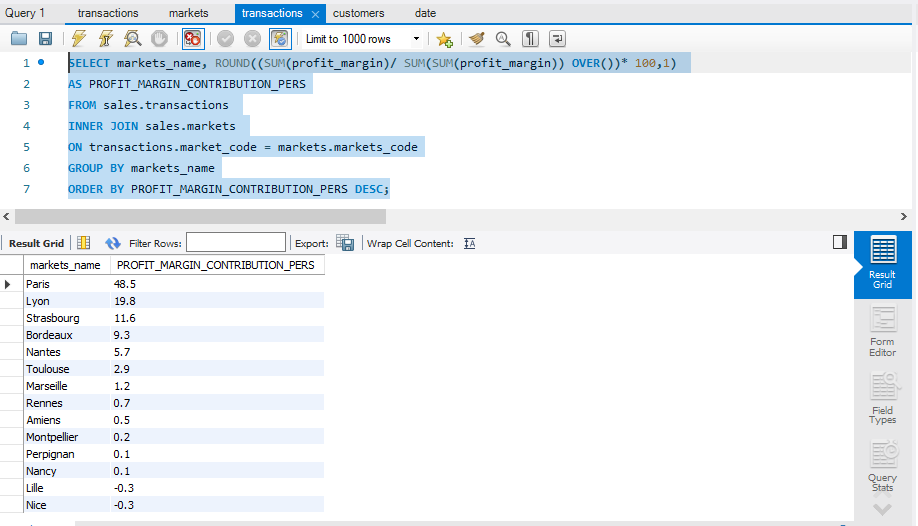 Query 1 transactions markets transactions × customers date
Limit to 1000 rows
1 SELECT markets_name, ROUND((SUM(profit_margin)/ SUM(SUM(profit_margin)) OVER())* 100,1)
2 AS PROFIT_MARGIN_CONTRIBUTION_PERS
3 FROM sales.transactions
4 INNER JOIN sales.markets
5 ON transactions.market_code = markets.markets_code
6 GROUP BY markets_name
7 ORDER BY PROFIT_MARGIN_CONTRIBUTION_PERS DESC;
Result Grid Filter Rows: Export: Wrap Cell Content: IA
markets_name PROFIT_MARGIN_CONTRIBUTION_PERS
Paris 48.5
Lyon 19.8
Strasbourg 11.6
Bordeaux 9.3
Nantes 5.7
Toulouse 2.9
Marseille 1.2
Rennes 0.7
Amiens 0.5
Montpellier 0.2
Perpignan 0.1
Nancy 0.1
Lille -0.3
Nice -0.3
Result
Grid
Form
Editor
Field
Types
Query
Stats